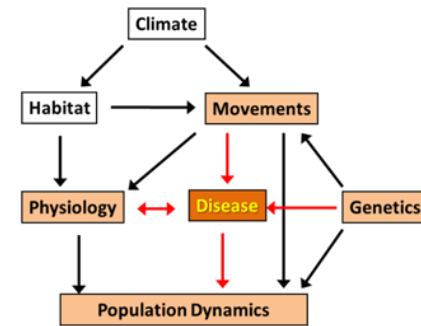 Climate
Habitat
Movements
Physiology
Disease
Genetics
Population Dynamics